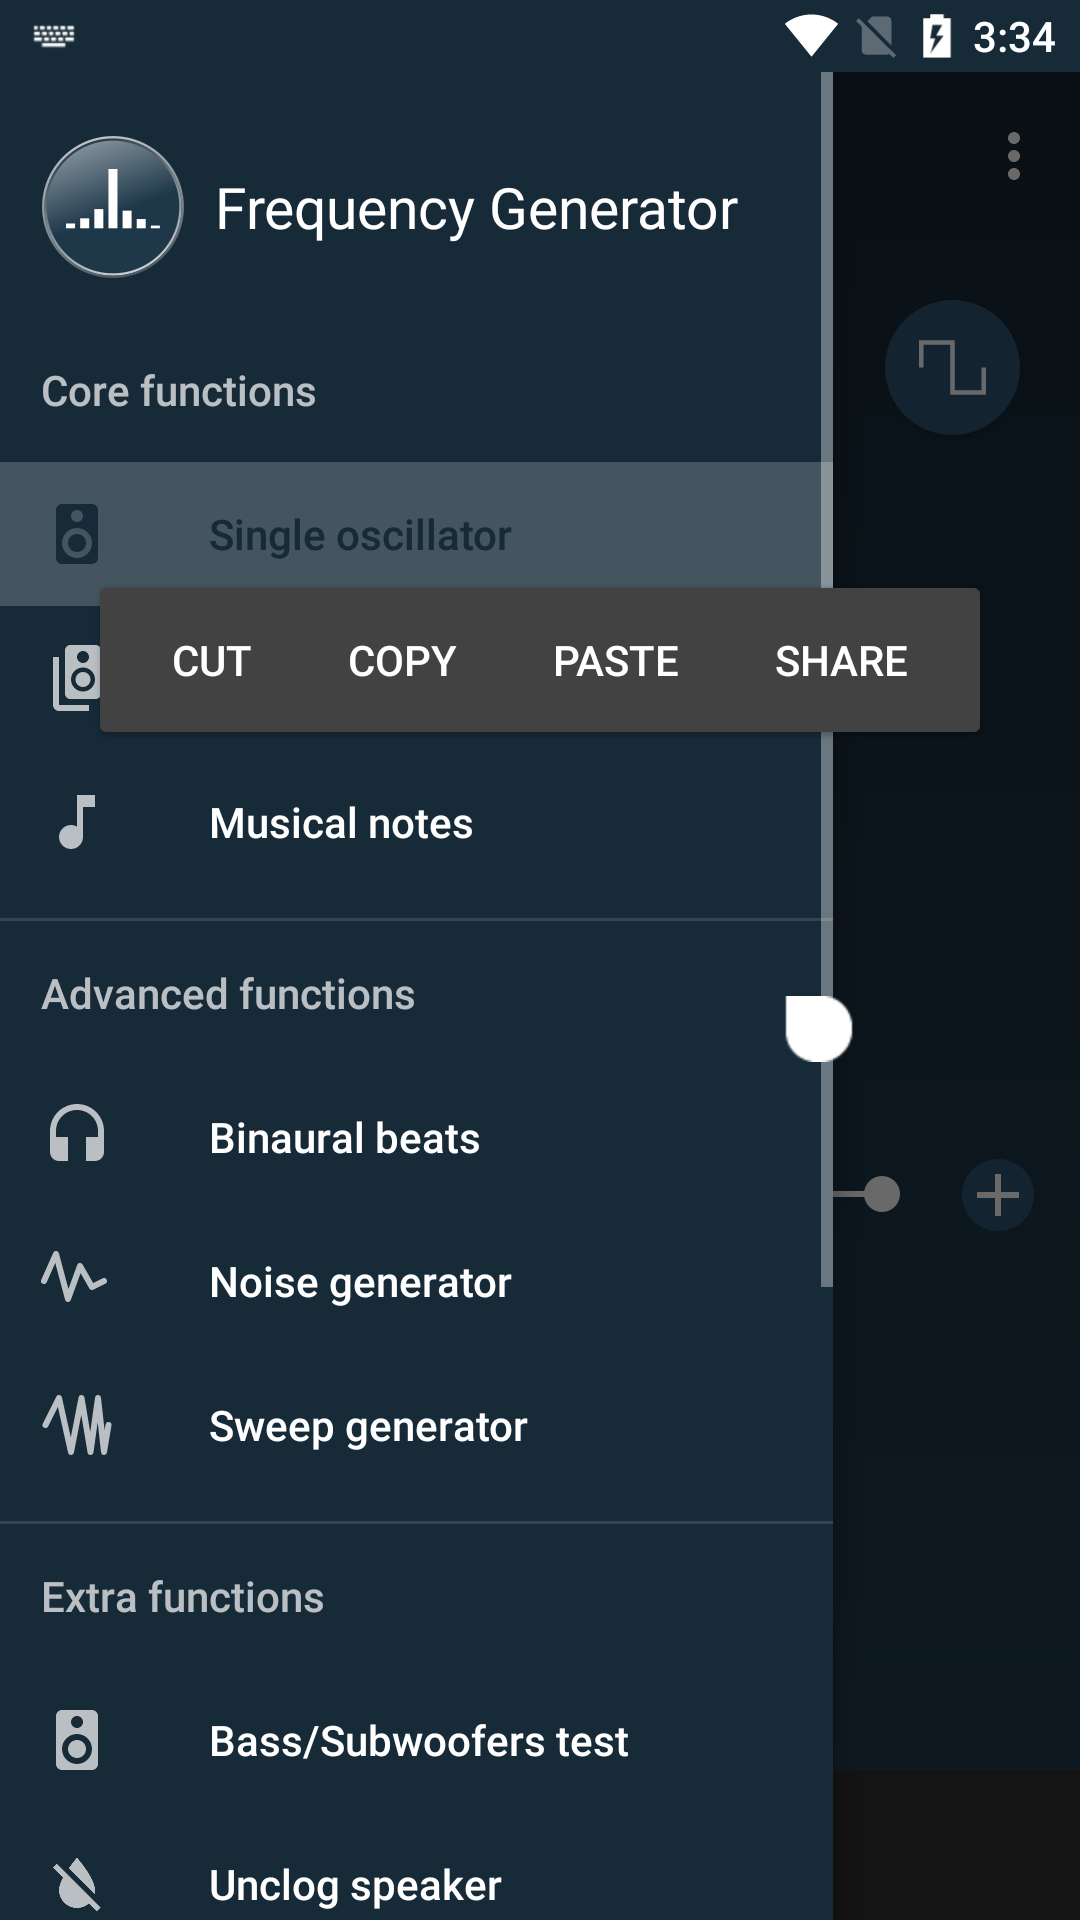 3:34
Frequency Generator
Core functions
Single oscillator
CUT COPY PASTE SHARE
Musical notes
Advanced functions
Binaural beats
Noise generator
Sweep generator
Extra functions
Bass/Subwoofers test
Unclog speaker